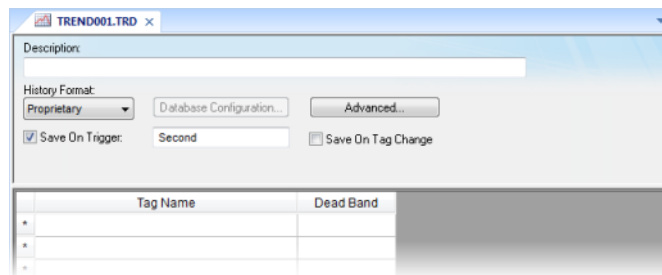 TREND001.TRD ×
Description:
History Format:
Proprietary Database Configuration... Advanced...
Save On Trigger: Second Save On Tag Change
Tag Name Dead Band
*
*
*